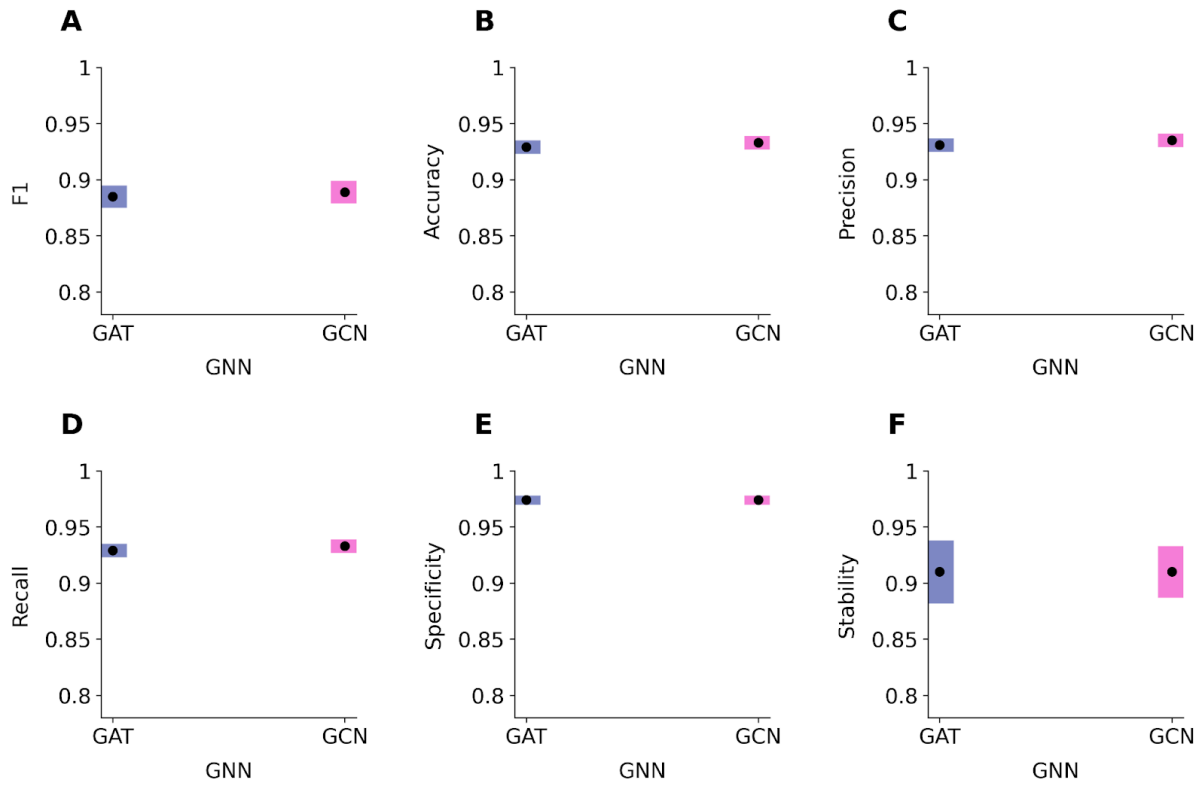 A
F1
1
0.95
0.9
0.85
0.8
GAT GCN
GNN
B
Accuracy
1
0.95
0.9
0.85
0.8
GAT GCN
GNN
C
Precision
1
0.95
0.9
0.85
0.8
GAT GCN
GNN
D
Recall
1
0.95
0.9
0.85
0.8
GAT GCN
GNN
E
Specificity
1
0.95
0.9
0.85
0.8
GAT GCN
GNN
F
Stability
1
0.95
0.9
0.85
0.8
GAT GCN
GNN